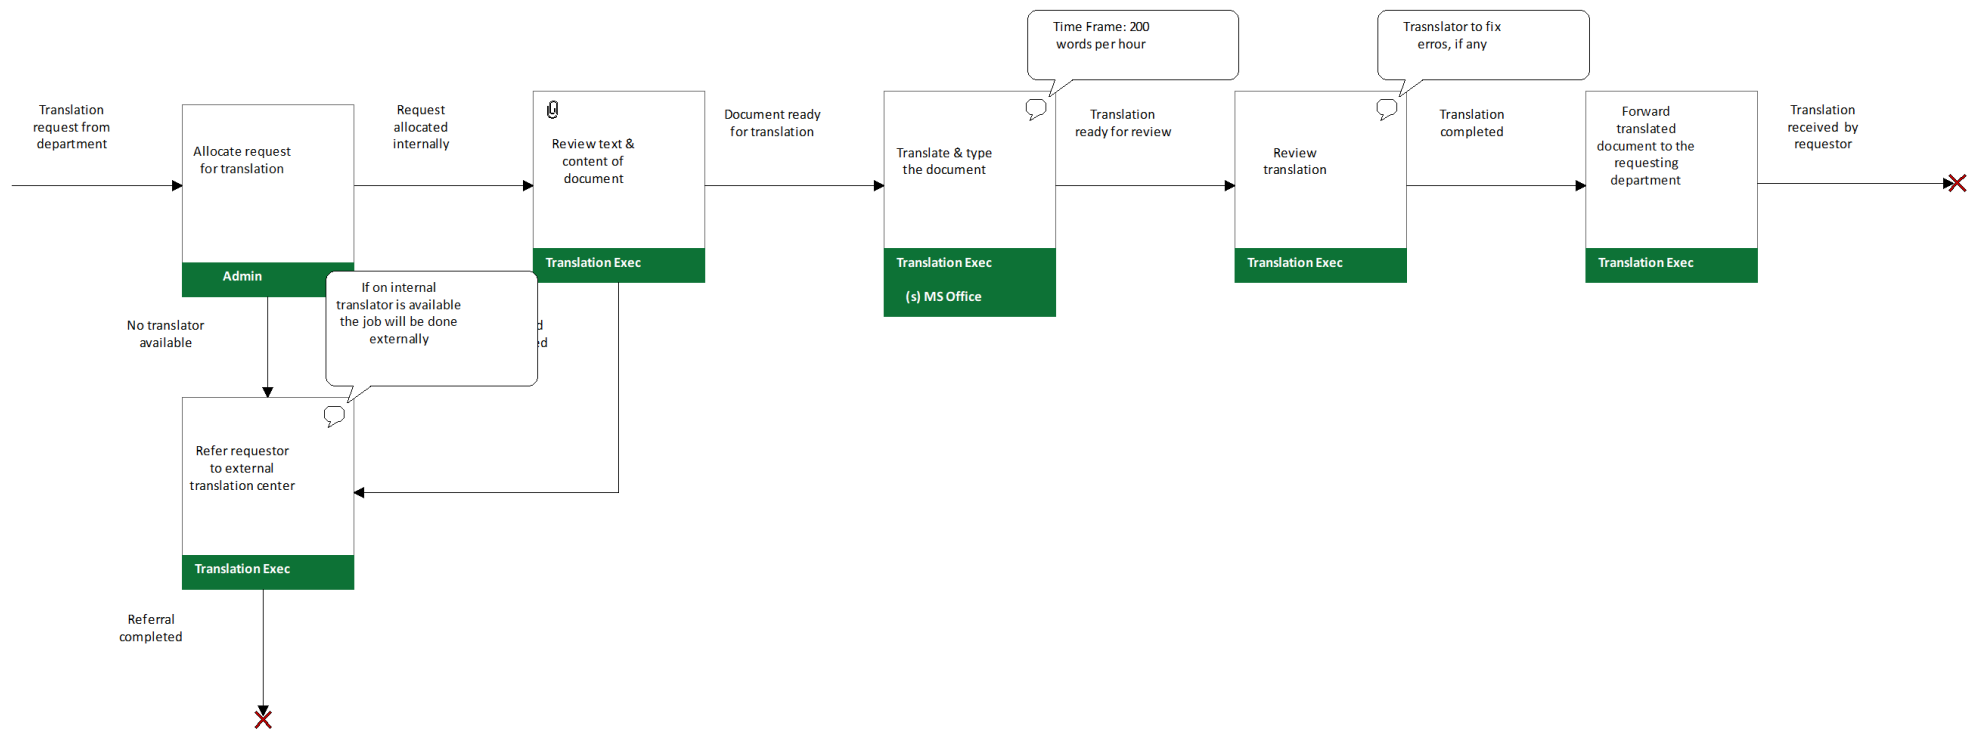 Time Frame: 200
words per hour
Trasnslator to fix
erros, if any
Translation
request from
department
Allocate request
for translation
Admin
Request
allocated
internally
Review text &
content of
document
Translation Exec
Document ready
for translation
Translate & type
the document
Translation Exec
(s) MS Office
Translation
ready for review
Review
translation
Translation Exec
Translation
completed
Forward
translated
document to the
requesting
department
Translation Exec
Translation
received by
requestor
If on internal
translator is available
the job will be done
externally
No translator
available
Refer requestor
to external
translation center
Translation Exec
Referral
completed